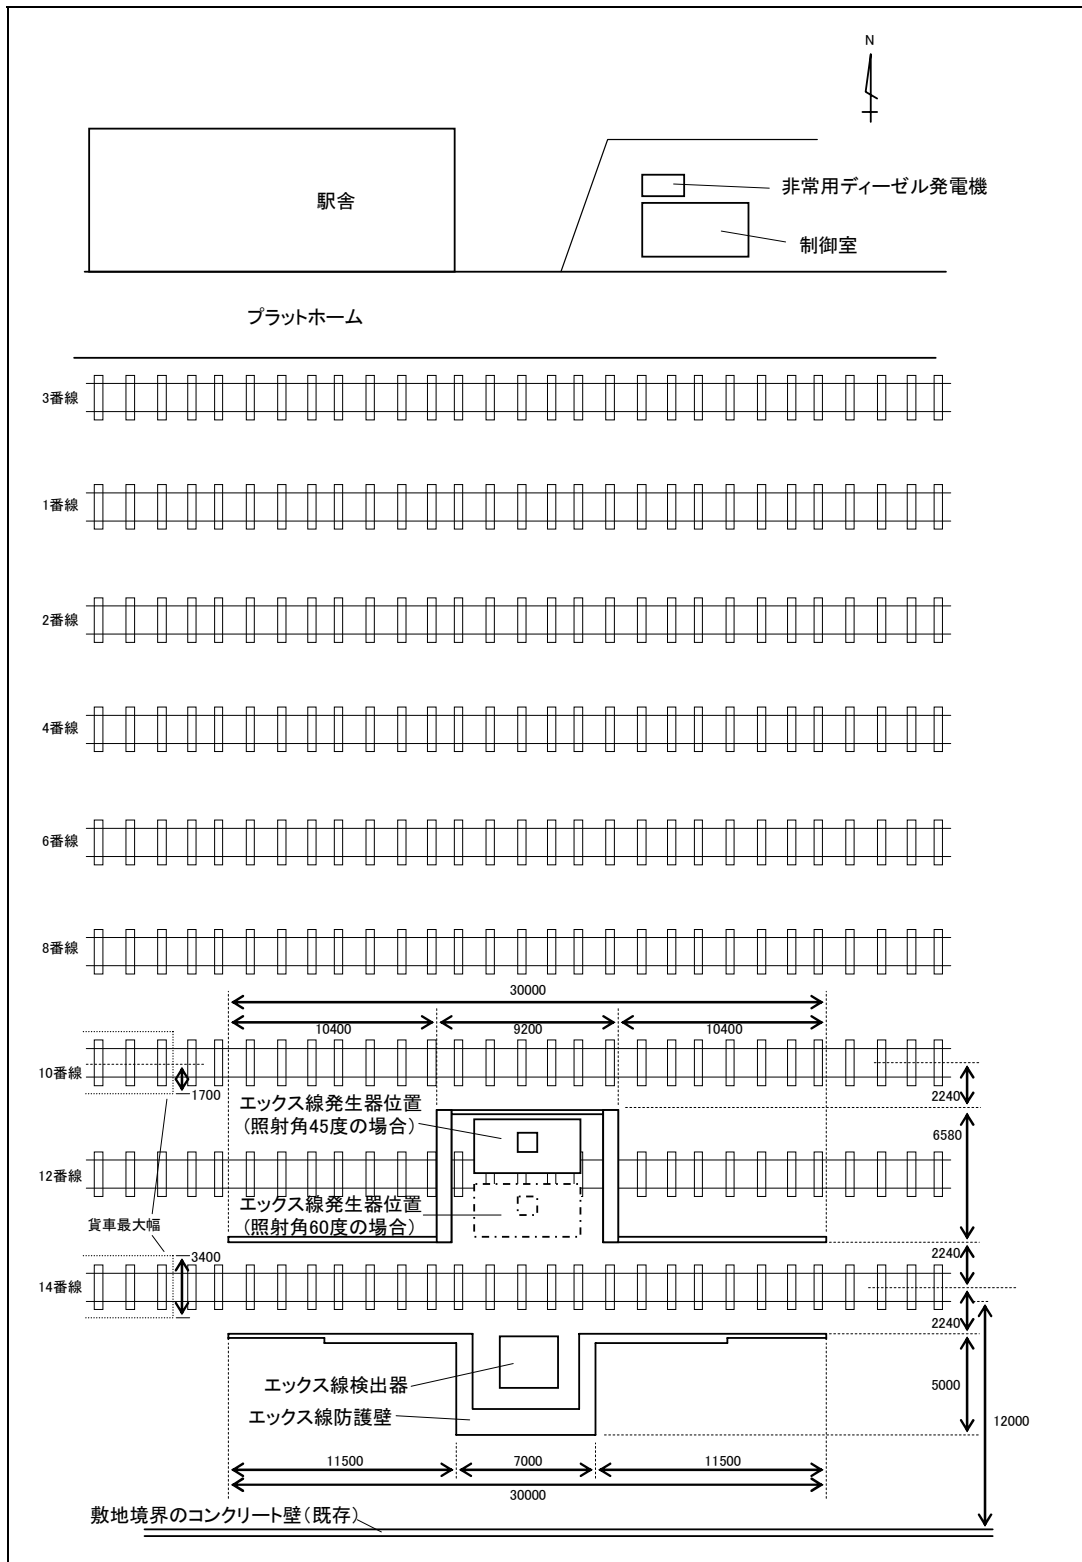 N
非常用ディーゼル発電機
駅舎
制御室
プラットホーム
3番線
1番線
2番線
4番線
6番線
8番線
30000
10400
9200
10400
10番線
1700
2240
エックス線発生器位置
(照射角45度の場合)
6580
12番線
エックス線発生器位置
(照射角60度の場合)
貨車最大幅
3400
2240
14番線
2240
エックス線検出器
5000
エックス線防護壁
12000
11500
7000
11500
30000
敷地境界のコンクリート壁(既存)